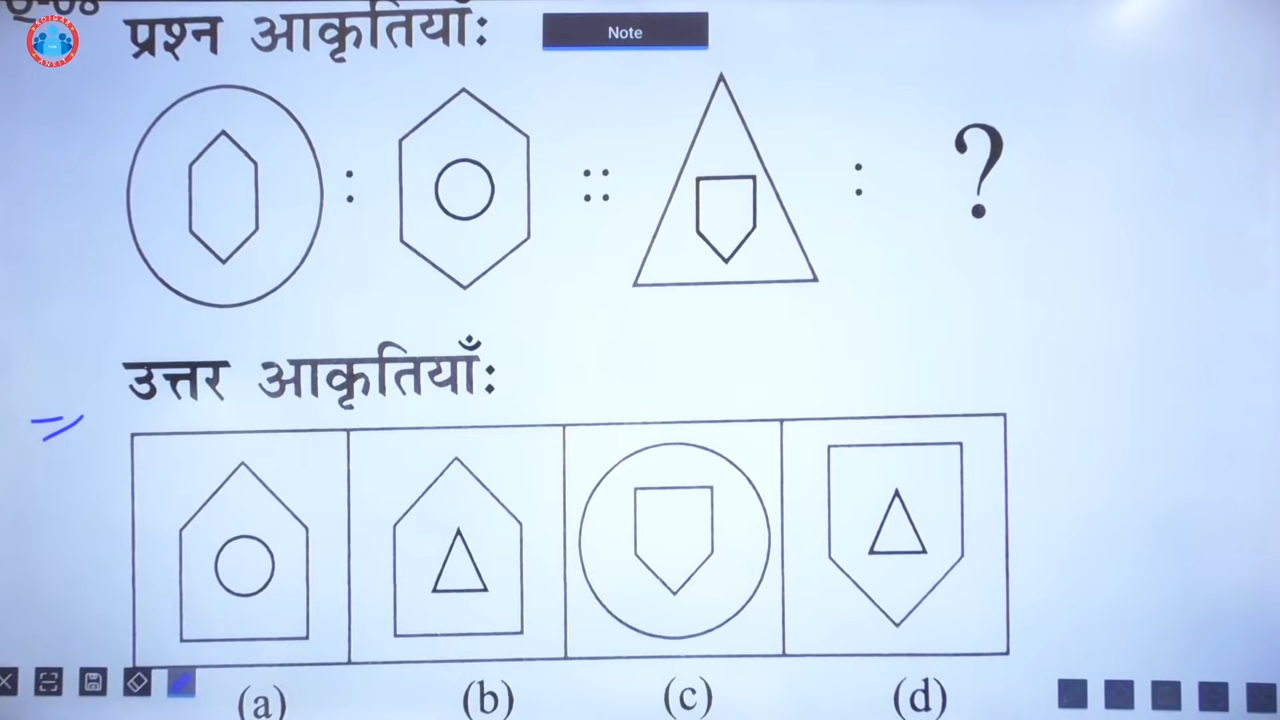 प्रश्न आकृतियाँ:
Note
: :: : ?
उत्तर आकृतियाँ:
(a) (b) (c) (d)